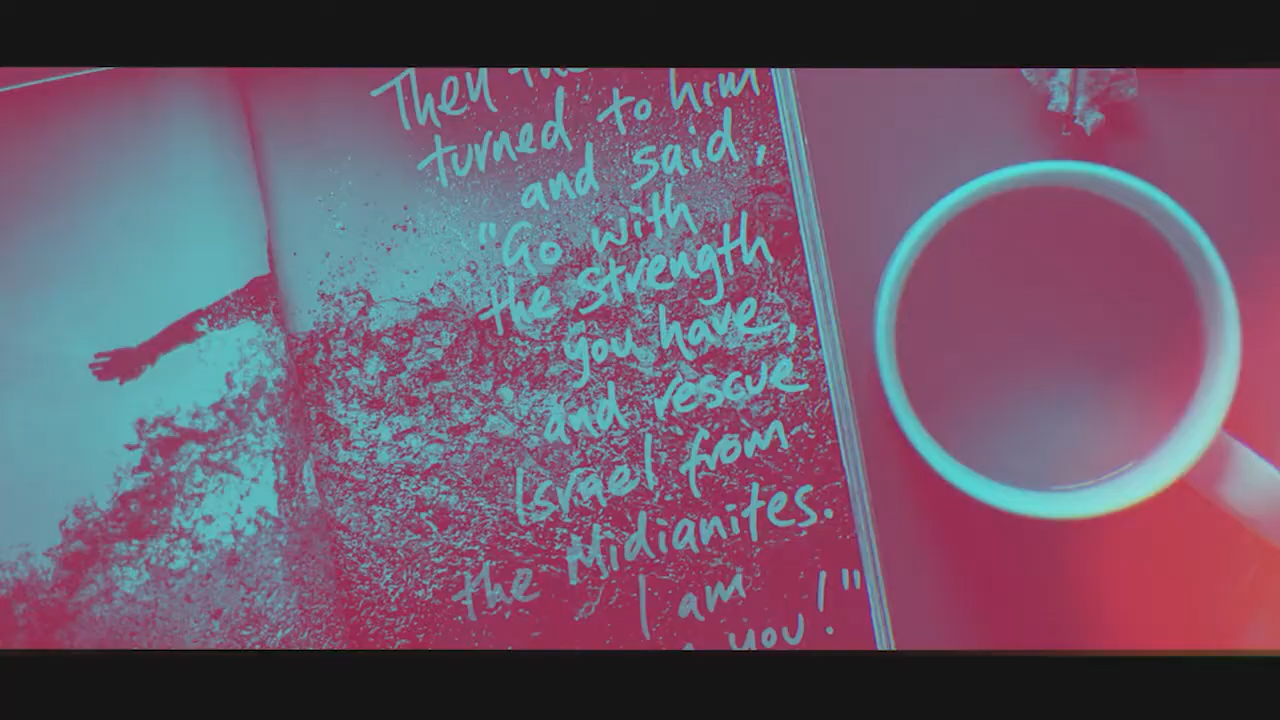 Then
turned to him
and said,
"Go with
the strength
you have,
and rescue
Israel from
the Midianites.
I am
you!"